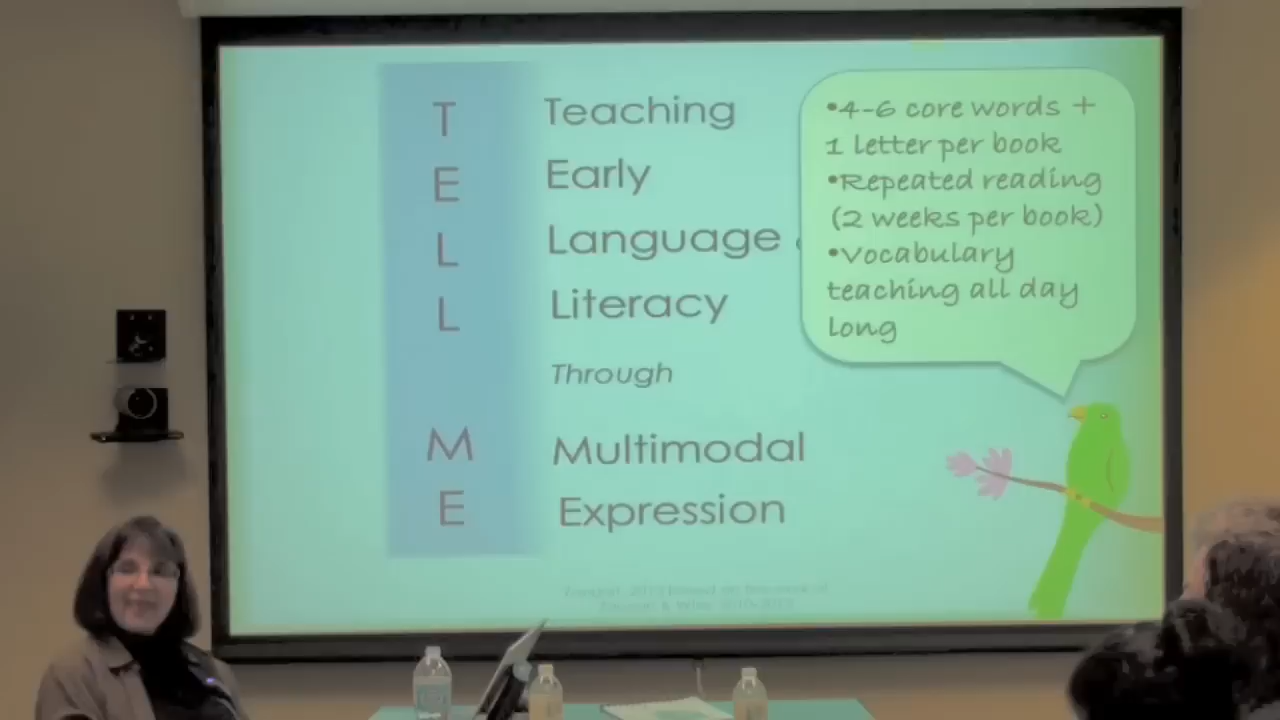 T Teaching
E Early
L Language
L Literacy
Through
M Multimodal
E Expression
•4-6 core words +
1 letter per book
•Repeated reading
(2 weeks per book)
•Vocabulary
teaching all day
long